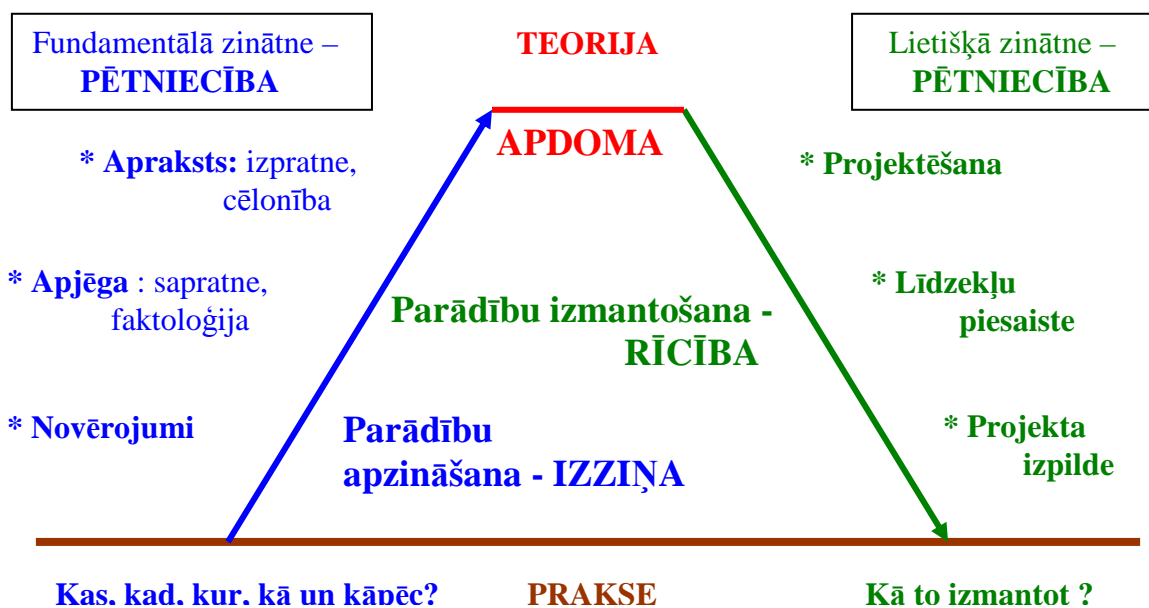 Fundamentālā zinātne –
PĒTNIECĪBA
TEORIJA
Lietišķā zinātne –
PĒTNIECĪBA
APDOMA
* Apraksts: izpratne,
cēlonība
* Projektēšana
* Apjēga : sapratne,
faktoloģija
Parādību izmantošana -
RĪCĪBA
* Līdzekļu
piesaiste
* Novērojumi
Parādību
apzināšana - IZZIŅA
* Projekta
izpilde
Kas, kad, kur, kā un kāpēc?
PRAKSE
Kā to izmantot ?